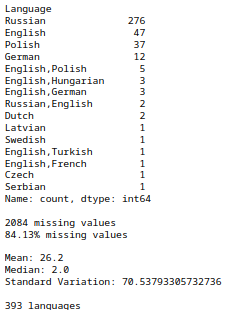 Language
Russian 276
English 47
Polish 37
German 12
English,Polish 5
English,Hungarian 3
English,German 3
Russian,English 2
Dutch 2
Latvian 1
Swedish 1
English,Turkish 1
English,French 1
Czech 1
Serbian 1
Name: count, dtype: int64
2084 missing values
84.13% missing values
Mean: 26.2
Median: 2.0
Standard Variation: 70.53793305732736
393 languages